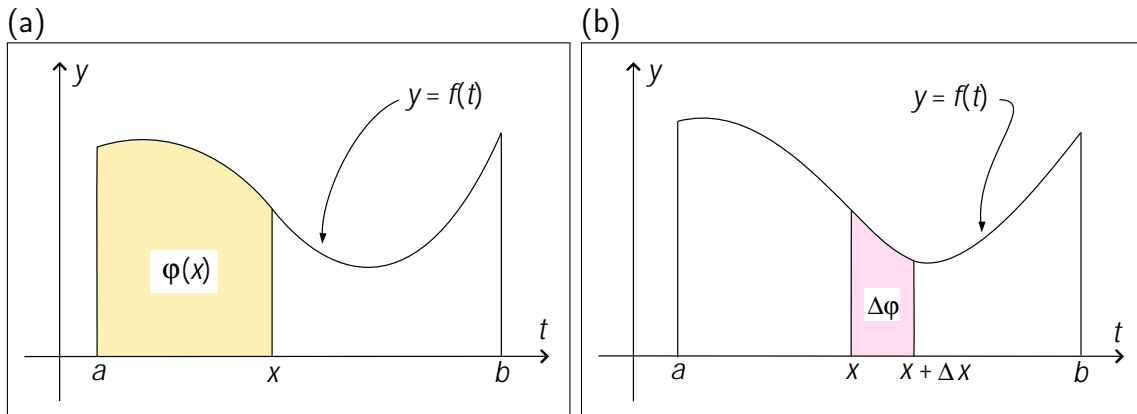 (a)
y
y = f(t)
φ(x)
t
a
x
b
(b)
y
y = f(t)
Δφ
t
a
x
x + Δx
b